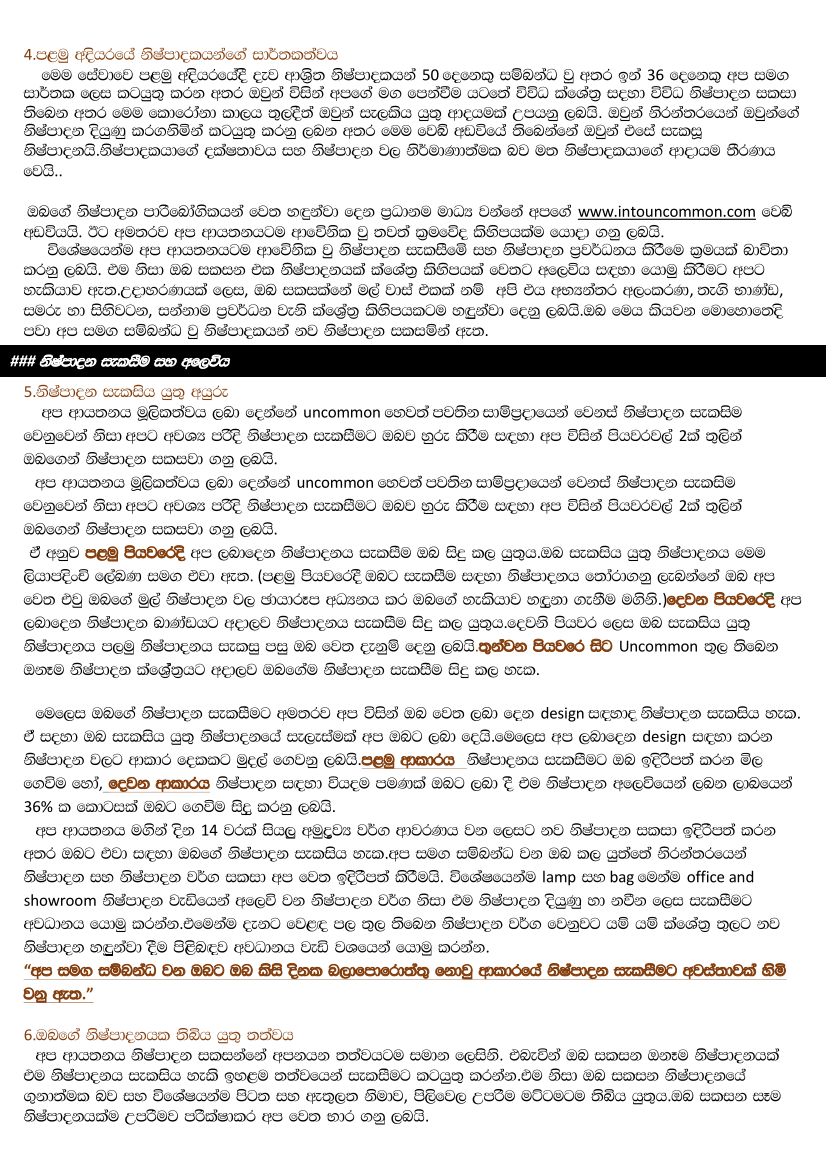 4.පළමු අදියරයේ නිෂ්පාදකයන්ගේ සාර්තකත්වය
මෙම සේවාවෙ පළමු අදියරයේදී දැව ආශ්‍රිත නිෂ්පාදකයන් 50 දෙනෙකු සම්බන්ධ වු අතර ඉන් 36 දෙනෙකු අප සමග
සාර්තක ලෙස කටයුතු කරන අතර ඔවුන් විසින් අපගේ මග පෙන්වීම යටතේ විවිධ ක්ශේත්‍ර සදහා විවිධ නිෂ්පාදන සකසා
තිබෙන අතර මෙම කොරෝනා කාලය තුලදීත් ඔවුන් සැලකිය යුතු ආදයමක් උපයනු ලබයි. ඔවුන් නිරන්තරයෙන් ඔවුන්ගේ
නිෂ්පාදන දියුණු කරගනිමින් කටයුතු කරනු ලබන අතර මෙම වෙබ් අඩවියේ තිබෙන්නේ ඔවුන් එසේ සැකසූ
නිෂ්පාදනයි.නිෂ්පාදකයාගේ දක්ෂතාවය සහ නිෂ්පාදන වල නිර්මාණාත්මක බව මත නිෂ්පාදකයාගේ ආදායම තීරණය
වෙයි..
ඔබගේ නිෂ්පාදන පාරිබෝගිකයන් වෙත හඳුන්වා දෙන ප්‍රධානම මාධ්‍ය වන්නේ අපගේ www.intouncommon.com වෙබ්
අඩවියයි. ඊට අමතරව අප ආයතනයටම ආවේනික වු තවත් ක්‍රමවේද කිහිපයක්ම යොදා ගනු ලබයි.
විශේෂයෙන්ම අප ආයතනයටම ආවේනික වු නිෂ්පාදන සැකසීමේ සහ නිෂ්පාදන ප්‍රවර්ධනය කිරීමෙ ක්‍රමයක් බාවිතා
කරනු ලබයි. එම නිසා ඔබ සකසන එක නිෂ්පාදනයක් ක්ශේත්‍ර කිහිපයක් වෙතට අලෙවිය සඳහා යොමු කිරීමට අපට
හැකියාව ඇත.උදාහරණයක් ලෙස, ඔබ සකසක්නේ මල් වාස් එකක් නම්  අපි එය අභ්‍යන්තර අලංකරණ, තෑගි භාණ්ඩ,
සමරු හා සිහිවටන, සන්නාම ප්‍රවර්ධන වැනි ක්ශේත්‍ර කිහිපයකටම හඳුන්වා දෙනු ලබයි.ඔබ මෙය කියවන මොහොතෙදි
පවා අප සමග සම්බන්ධ වු නිෂ්පාදකයන් නව නිෂ්පාදන සකසමින් ඇත.
### නිෂ්පාදන සැකසීම සහ අලෙවිය
5.නිෂ්පාදන සැකසිය යුතු අයුරු
අප ආයතනය මූලිකත්වය ලබා දෙන්නේ uncommon හෙවත් පවතින සාම්ප්‍රදායෙන් වෙනස් නිෂ්පාදන සැකසිම
වෙනුවෙන් නිසා අපට අවශ්‍ය පරිදි නිෂ්පාදන සැකසීමට ඔබව හුරු කිරීම සඳහා අප විසින් පියවරවල් 2ක් තුලින්
ඔබගෙන් නිෂ්පාදන සකසවා ගනු ලබයි.
අප ආයතනය මූලිකත්වය ලබා දෙන්නේ uncommon හෙවත් පවතින සාම්ප්‍රදායෙන් වෙනස් නිෂ්පාදන සැකසිම
වෙනුවෙන් නිසා අපට අවශ්‍ය පරිදි නිෂ්පාදන සැකසීමට ඔබව හුරු කිරීම සඳහා අප විසින් පියවරවල් 2ක් තුලින්
ඔබගෙන් නිෂ්පාදන සකසවා ගනු ලබයි.
ඒ අනුව පළමු පියවරෙදි අප ලබාදෙන නිෂ්පාදනය සැකසීම ඔබ සිදු කල යුතුය.ඔබ සැකසිය යුතු නිෂ්පාදනය මෙම
ලියාපදිංචි ලේඛණ සමග එවා ඇත. (පළමු පියවරෙදී ඔබට සැකසීම සඳහා නිෂ්පාදනය තෝරාගනු ලැබන්නේ ඔබ අප
වෙත එවු ඔබගේ මුල් නිෂ්පාදන වල ඡායාරූප අධ්‍යනය කර ඔබගේ හැකියාව හඳුනා ගැනීම මගිනි.)දෙවන පියවරෙදි අප
ලබාදෙන නිෂ්පාදන ඛාණ්ඩයට අදාලව නිෂ්පාදනය සැකසීම සිදු කල යුතුය.දෙවනි පියවර ලෙස ඔබ සැකසිය යුතු
නිෂ්පාදනය පලමු නිෂ්පාදනය සැකසු පසු ඔබ වෙත දැනුම් දෙනු ලබයි.තුන්වන පියවරෙ සිට Uncommon තුල තිබෙන
ඔනෑම නිෂ්පාදන ක්ශේත්‍රයට අදාලව ඔබගේම නිෂ්පාදන සැකසීම සිදු කල හැක.
මෙලෙස ඔබගේ නිෂ්පාදන සැකසීමට අමතරව අප විසින් ඔබ වෙත ලබා දෙන design සඳහාද නිෂ්පාදන සැකසිය හැක.
ඒ සදහා ඔබ සැකසිය යුතු නිෂ්පාදනයේ සැලැස්මක් අප ඔබට ලබා දෙයි.මෙලෙස අප ලබාදෙන design සඳහා කරන
නිෂ්පාදන වලට ආකාර දෙකකට මුදල් ගෙවනු ලබයි.පළමු ආකාරය  නිෂ්පාදනය සැකසීමට ඔබ ඉදිරිපත් කරන මිල
ගෙවිම හෝ, දෙවන ආකාරය නිෂ්පාදන සඳහා වියදම පමණක් ඔබට ලබා දී එම නිෂ්පාදන අලෙවියෙන් ලබන ලාබයෙන්
36% ක කොටසක් ඔබට ගෙවිම සිදු කරනු ලබයි.
අප ආයතනය මගින් දින 14 වරක් සියලු අමුද්‍රව්‍ය වර්ග ආවරණය වන ලෙසට නව නිෂ්පාදන සකසා ඉදිරිපත් කරන
අතර ඔබට එවා සඳහා ඔබගේ නිෂ්පාදන සැකසිය හැක.අප සමග සම්බන්ධ වන ඔබ කල යුත්තේ නිරන්තරයෙන්
නිෂ්පාදන සහ නිෂ්පාදන වර්ග සකසා අප වෙත ඉදිරිපත් කිරීමයි. විශේෂයෙන්ම lamp සහ bag මෙන්ම office and
showroom නිෂ්පාදන වැඩියෙන් අලෙවි වන නිෂ්පාදන වර්ග නිසා එම නිෂ්පාදන දියුණු හා නවීන ලෙස සැකසීමට
අවධානය යොමු කරන්න.එමෙන්ම දැනට වෙළඳ පල තුල තිබෙන නිෂ්පාදන වර්ග වෙනුවට යම් යම් ක්ශේත්‍ර තුලට නව
නිෂ්පාදන හඳුන්වා දීම පිළිබඳව අවධානය වැඩි වශයෙන් යොමු කරන්න.
“අප සමග සම්බන්ධ වන ඔබට ඔබ කිසි දිනක බලාපොරොත්තු නොවු ආකාරයේ නිෂ්පාදන සැකසීමට අවස්තාවක් හිමි
වනු ඇත.”
6.ඔබගේ නිෂ්පාදනයක තිබිය යුතු තත්වය
අප ආයතනය නිෂ්පාදන සකසන්නේ අපනයන තත්වයටම සමාන ලෙසිනි. එබැවින් ඔබ සකසන ඔනෑම නිෂ්පාදනයක්
එම නිෂ්පාදනය සැකසිය හැකි ඉහළම තත්වයෙන් සැකසීමට කටයුතු කරන්න.එම නිසා ඔබ සකසන නිෂ්පාදනයේ
ගුනාත්මක බව සහ විශේෂයන්ම පිටත සහ ඇතුලත නිමාව, පිලිවෙල උපරීම මට්ටමටම තිබිය යුතුය.ඔබ සකසන සෑම
නිෂ්පාදනයක්ම උපරිමව පරික්ෂාකර අප වෙත භාර ගනු ලබයි.